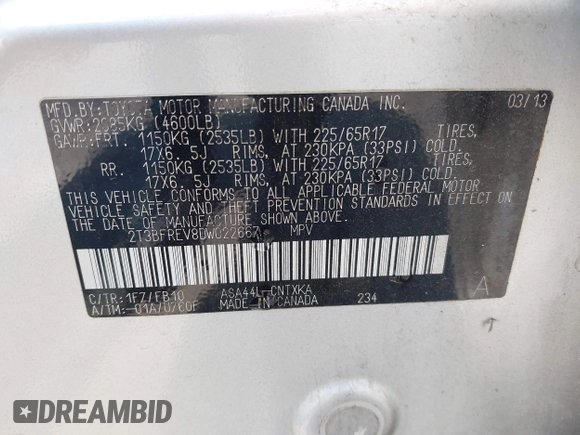 MFD.BY:TOYOTA MOTOR MANUFACTURING CANADA INC. 03/13
GVWR:2085KG (4600LB)
GAWR:FRT. 1150KG (2535LB) WITH 225/65R17 TIRES,
17X6.5J RIMS, AT 230KPA (33PSI) COLD.
RR. 1150KG (2535LB) WITH 225/65R17 TIRES,
17X6.5J RIMS, AT 230KPA (33PSI) COLD.
THIS VEHICLE CONFORMS TO ALL APPLICABLE FEDERAL MOTOR
VEHICLE SAFETY AND THEFT PREVENTION STANDARDS IN EFFECT ON
THE DATE OF MANUFACTURE SHOWN ABOVE.
2T3BFREV8DW022667 MPV
C/TR:1F7/FB10 ASA44L-CNTXKA A
A/TM:-01A/U760F MADE IN CANADA 234
DREAMBID